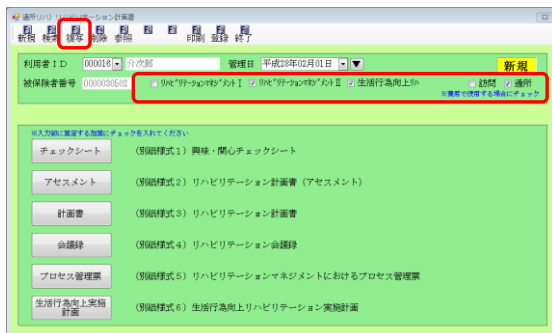 通所リハ）リハビリテーション計画書
新規 検索 複写 削除 参照 印刷 登録 終了
利用者ＩＤ 000016 介次郎 管理日 平成28年02月01日 新規
被保険者番号 0000030502 ﾘﾊﾋﾞﾘﾃｰｼｮﾝﾏﾈｼﾞﾒﾝﾄⅠ ﾘﾊﾋﾞﾘﾃｰｼｮﾝﾏﾈｼﾞﾒﾝﾄⅡ 生活行為向上ﾘﾊ 訪問 通所
※兼用で使用する場合にチェック
※入力前に算定する加算にチェックを入れてください
チェックシート (別紙様式１) 興味・関心チェックシート
アセスメント (別紙様式２) リハビリテーション計画書（アセスメント）
計画書 (別紙様式３) リハビリテーション計画書
会議録 (別紙様式４) リハビリテーション会議録
プロセス管理票 (別紙様式５) リハビリテーションマネジメントにおけるプロセス管理票
生活行為向上実施
計画 (別紙様式６) 生活行為向上リハビリテーション実施計画